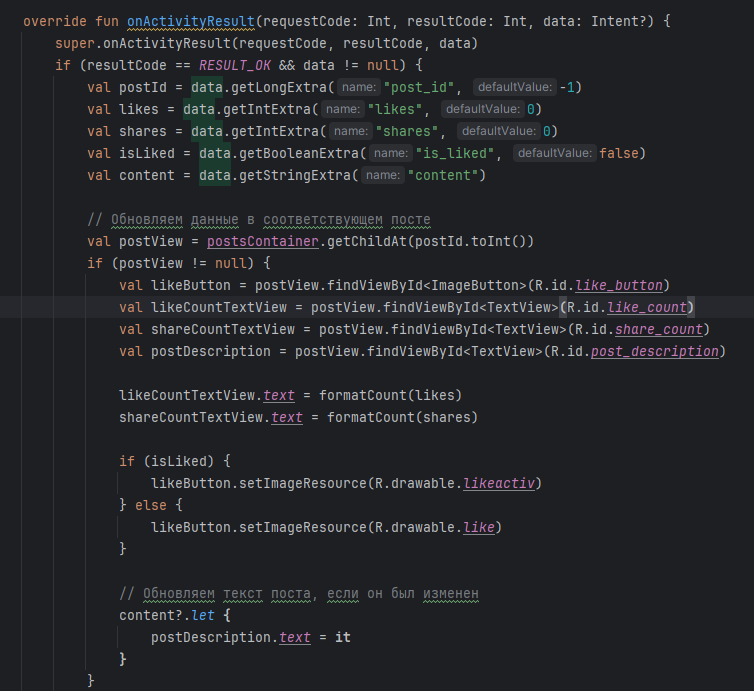 override fun onActivityResult(requestCode: Int, resultCode: Int, data: Intent?) {
super.onActivityResult(requestCode, resultCode, data)
if (resultCode == RESULT_OK && data != null) {
val postId = data.getLongExtra( name: "post_id", defaultValue: -1)
val likes = data.getIntExtra( name: "likes", defaultValue: 0)
val shares = data.getIntExtra( name: "shares", defaultValue: 0)
val isLiked = data.getBooleanExtra( name: "is_liked", defaultValue: false)
val content = data.getStringExtra( name: "content")
// Обновляем данные в соответствующем посте
val postView = postsContainer.getChildAt(postId.toInt())
if (postView != null) {
val likeButton = postView.findViewById<ImageButton>(R.id.like_button)
val likeCountTextView = postView.findViewById<TextView>(R.id.like_count)
val shareCountTextView = postView.findViewById<TextView>(R.id.share_count)
val postDescription = postView.findViewById<TextView>(R.id.post_description)
likeCountTextView.text = formatCount(likes)
shareCountTextView.text = formatCount(shares)
if (isLiked) {
likeButton.setImageResource(R.drawable.likeactiv)
} else {
likeButton.setImageResource(R.drawable.like)
}
// Обновляем текст поста, если он был изменен
content?.let {
postDescription.text = it
}
}